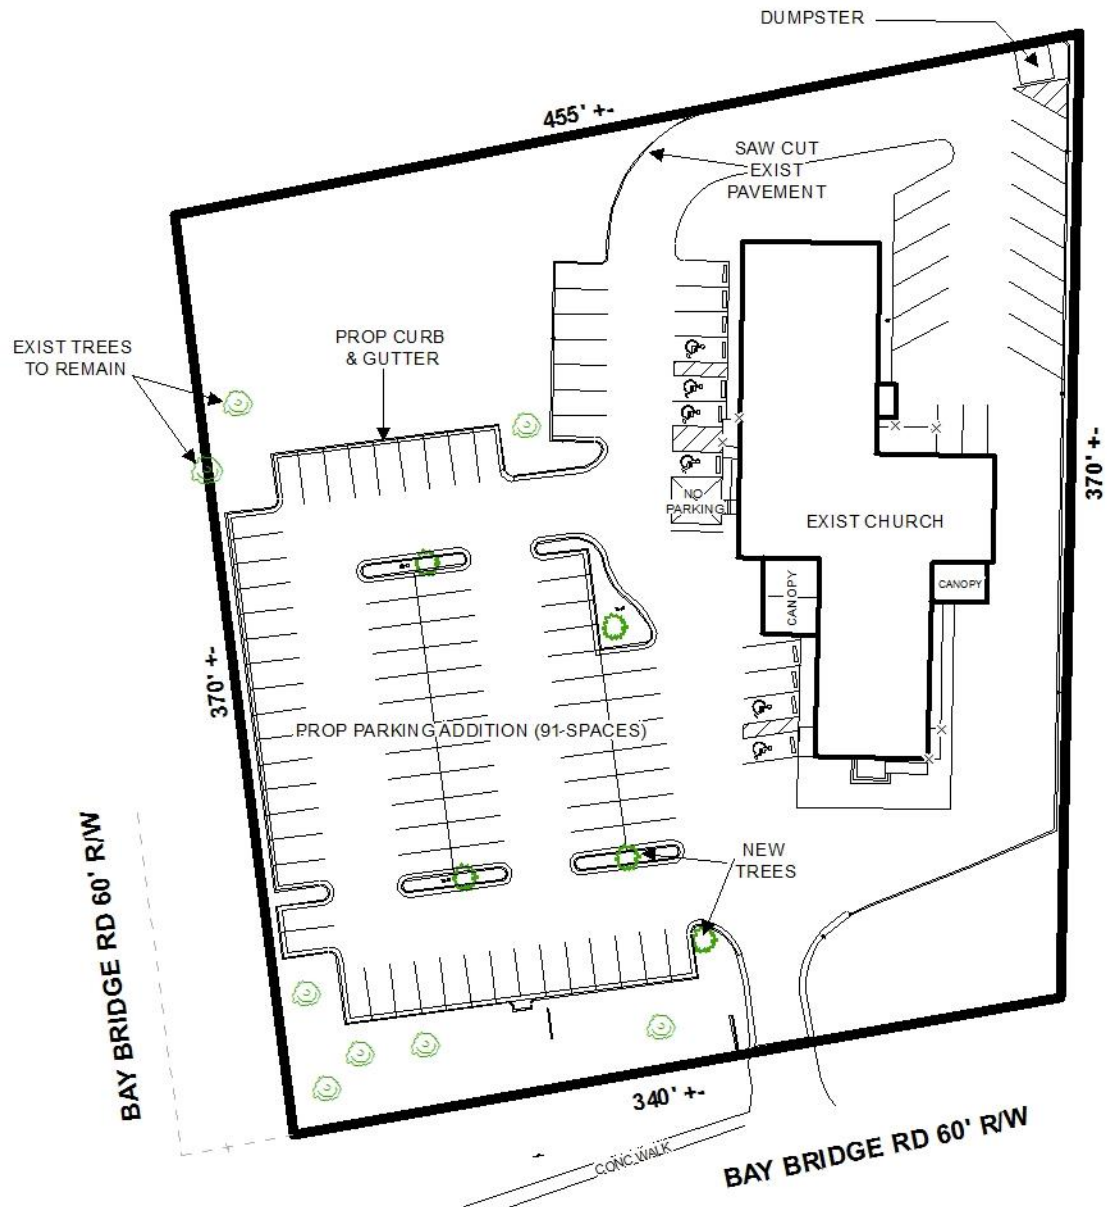 DUMPSTER
455' +-
SAW CUT
EXIST
PAVEMENT
EXIST TREES
TO REMAIN
PROP CURB
& GUTTER
370' +-
NO
PARKING
EXIST CHURCH
CANOPY
CANOPY
370' +-
PROP PARKING ADDITION (91-SPACES)
NEW
TREES
BAY BRIDGE RD 60' R/W
340' +-
CONC WALK
BAY BRIDGE RD 60' R/W